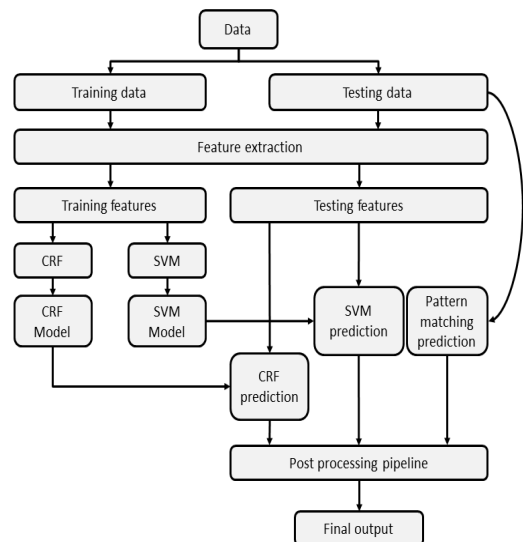 Data
Training data
Testing data
Feature extraction
Training features
Testing features
CRF
SVM
CRF
Model
SVM
Model
SVM
prediction
Pattern
matching
prediction
CRF
prediction
Post processing pipeline
Final output